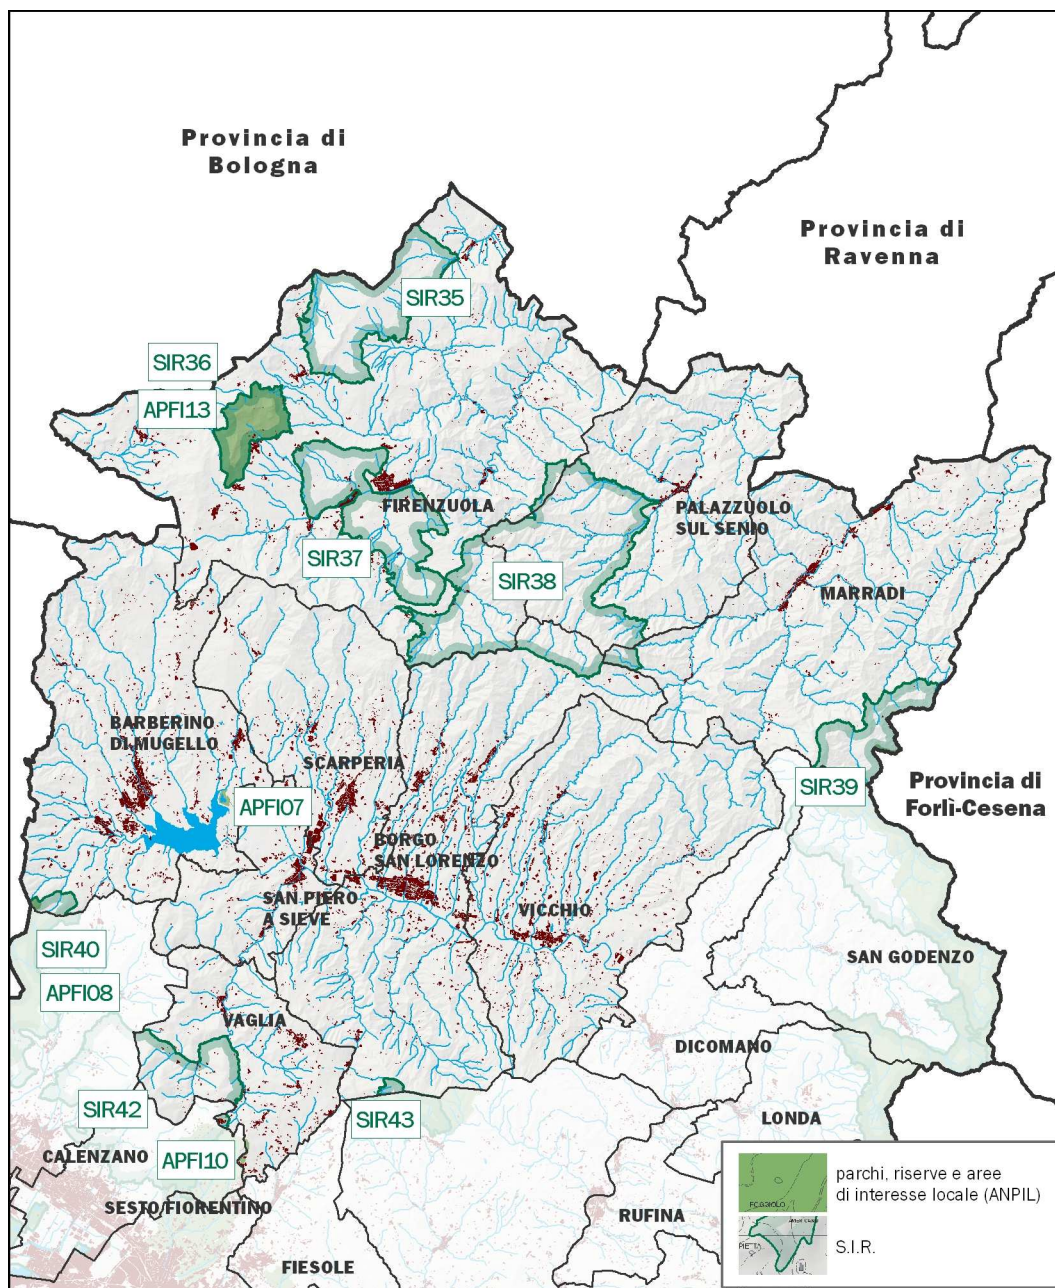 Provincia di
Bologna
Provincia di
Ravenna
SIR35
SIR36
APFI13
FIRENZUOLA
PALAZZUOLO
SUL SENIO
SIR37
SIR38
MARRADI
BARBERINO
DI MUGELLO
SCARPERIA
SIR39
Provincia di
Forlì-Cesena
APFI07
BORGO
SAN LORENZO
SAN PIERO
A SIEVE
VICCHIO
SIR40
SAN GODENZO
APFI08
VAGLIA
DICOMANO
SIR42
SIR43
LONDA
CALENZANO
APFI10
SESTO FIORENTINO
RUFINA
FIESOLE
parchi, riserve e aree
di interesse locale (ANPIL)
S.I.R.